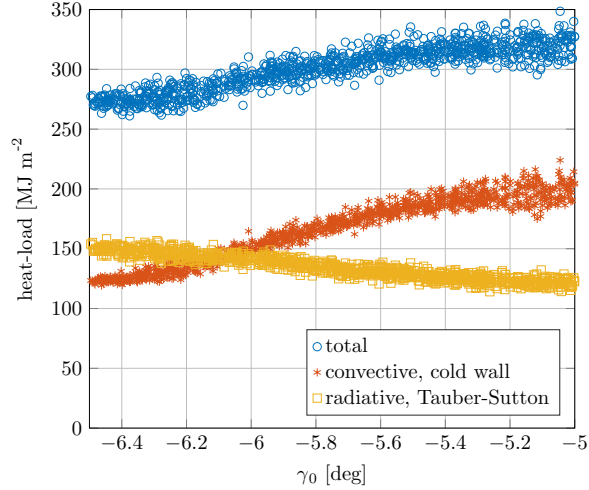 350
300
250
200
150
100
50
0
heat-load [MJ m⁻²]
total
convective, cold wall
radiative, Tauber-Sutton
−6.4 −6.2 −6 −5.8 −5.6 −5.4 −5.2 −5
γ₀ [deg]